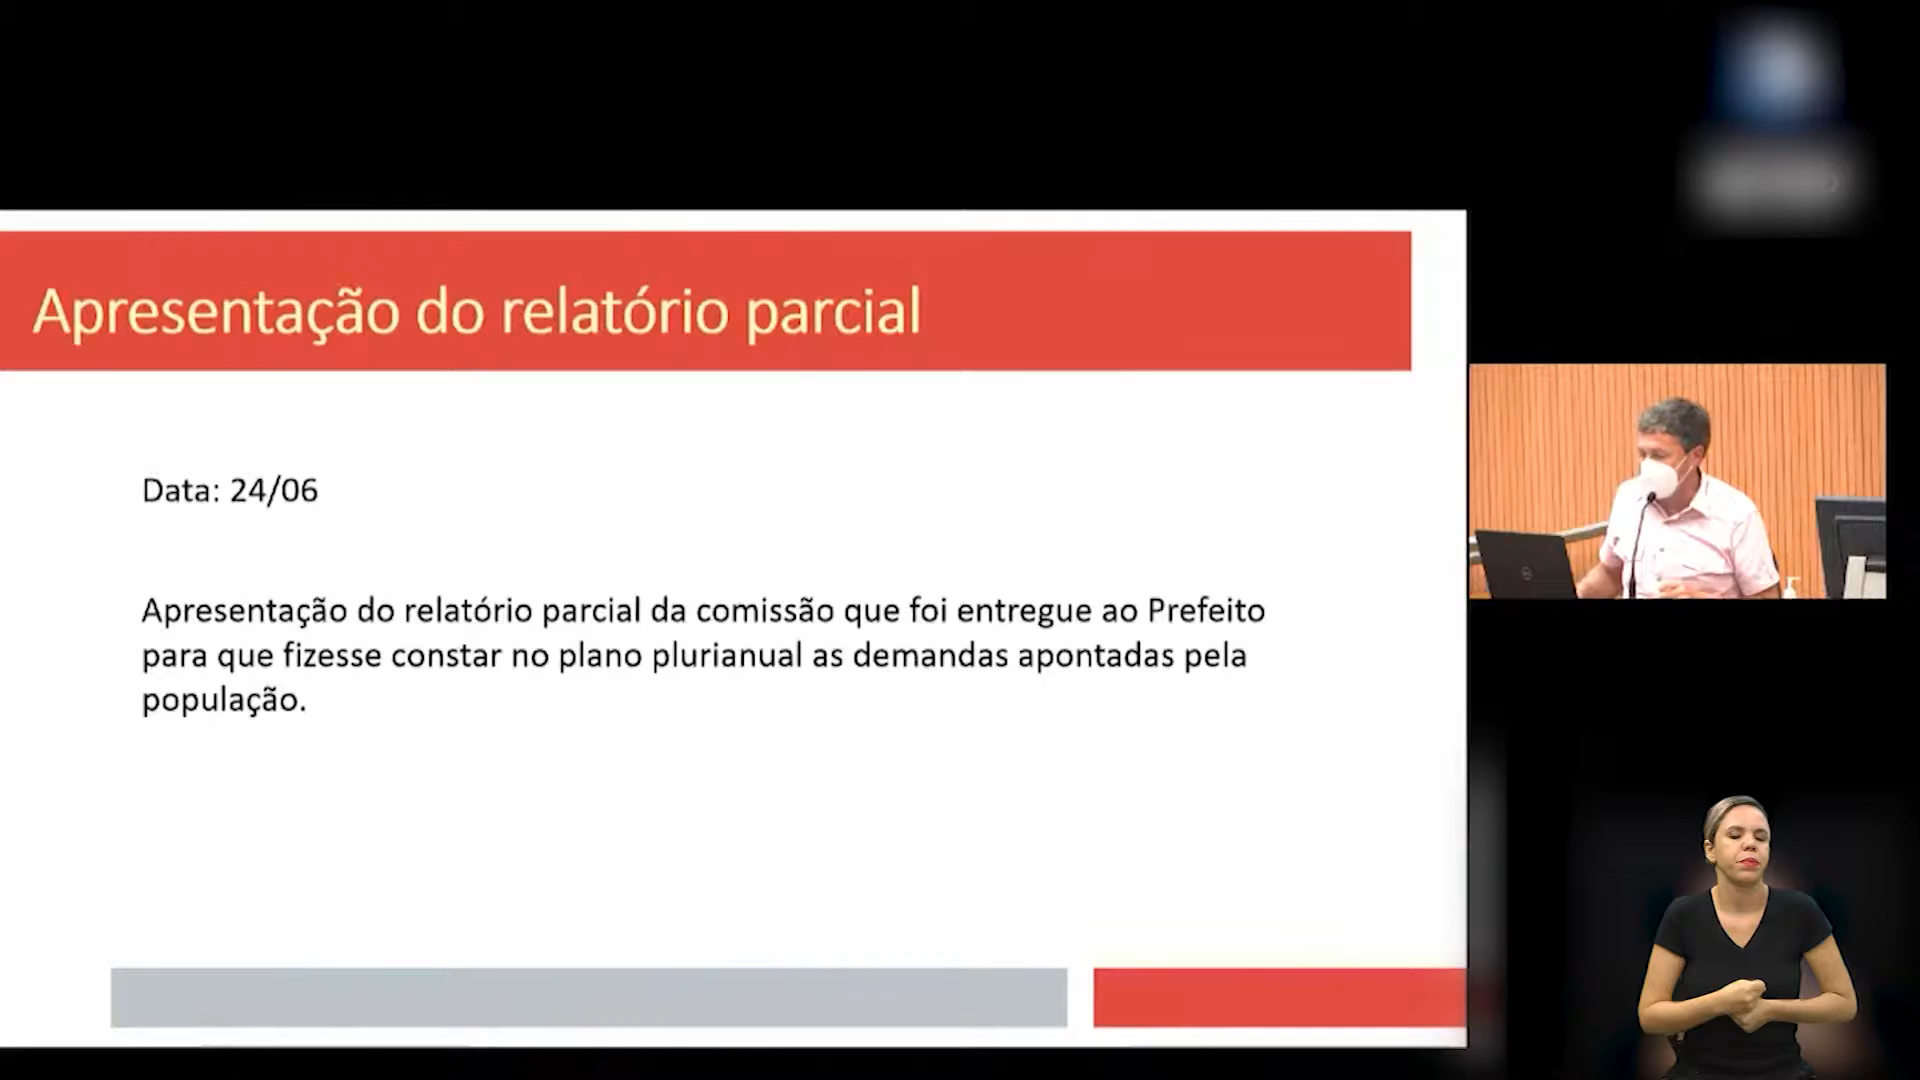 Apresentação do relatório parcial
Data: 24/06
Apresentação do relatório parcial da comissão que foi entregue ao Prefeito
para que fizesse constar no plano plurianual as demandas apontadas pela
população.